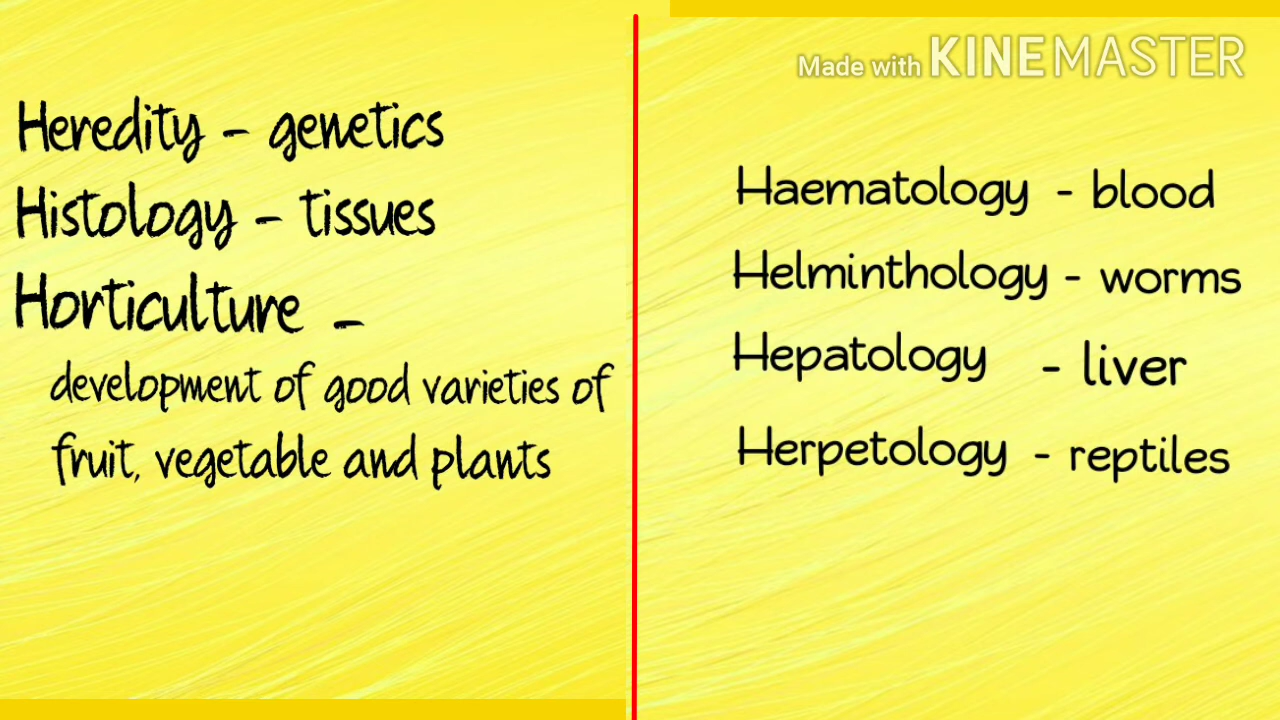 Heredity - genetics
Histology - tissues
Horticulture -
development of good varieties of
fruit, vegetable and plants
Made with KINEMASTER
Haematology - blood
Helminthology - worms
Hepatology - liver
Herpetology - reptiles